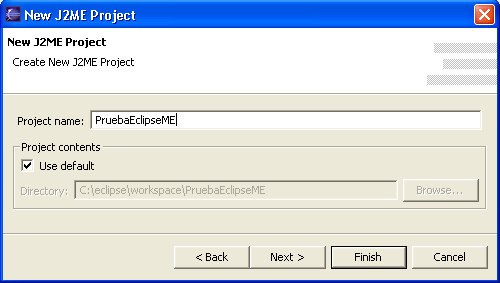 New J2ME Project
New J2ME Project
Create New J2ME Project
Project name: PruebaEclipseME
Project contents
Use default
Directory: C:\eclipse\workspace\PruebaEclipseME Browse...
< Back Next > Finish Cancel